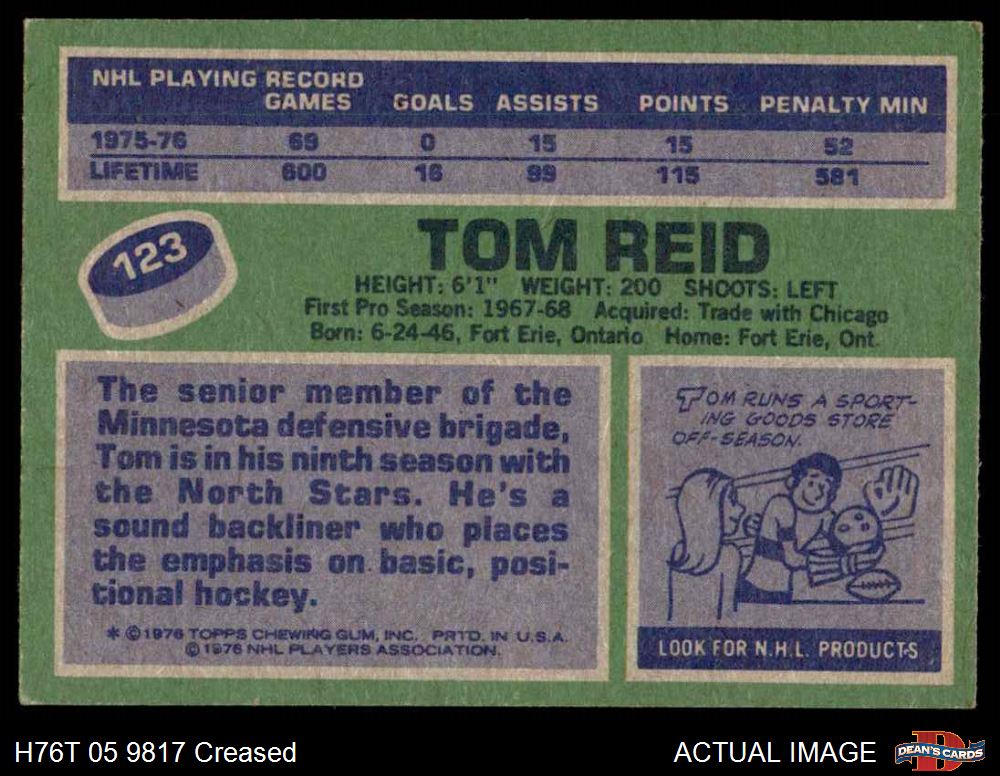 NHL PLAYING RECORD
GAMES GOALS ASSISTS POINTS PENALTY MIN
1975-76 69 0 15 15 52
LIFETIME 600 16 99 115 581
123
TOM REID
HEIGHT: 6'1" WEIGHT: 200 SHOOTS: LEFT
First Pro Season: 1967-68 Acquired: Trade with Chicago
Born: 6-24-46, Fort Erie, Ontario Home: Fort Erie, Ont.
The senior member of the
Minnesota defensive brigade,
Tom is in his ninth season with
the North Stars. He's a
sound backliner who places
the emphasis on basic, posi-
tional hockey.
* ©1976 TOPPS CHEWING GUM, INC. PRTD. IN U.S.A.
©1976 NHL PLAYERS ASSOCIATION.
TOM RUNS A SPORT-
ING GOODS STORE
OFF-SEASON.
LOOK FOR N.H.L. PRODUCTS
H76T 05 9817 Creased
ACTUAL IMAGE
DEAN'S CARDS